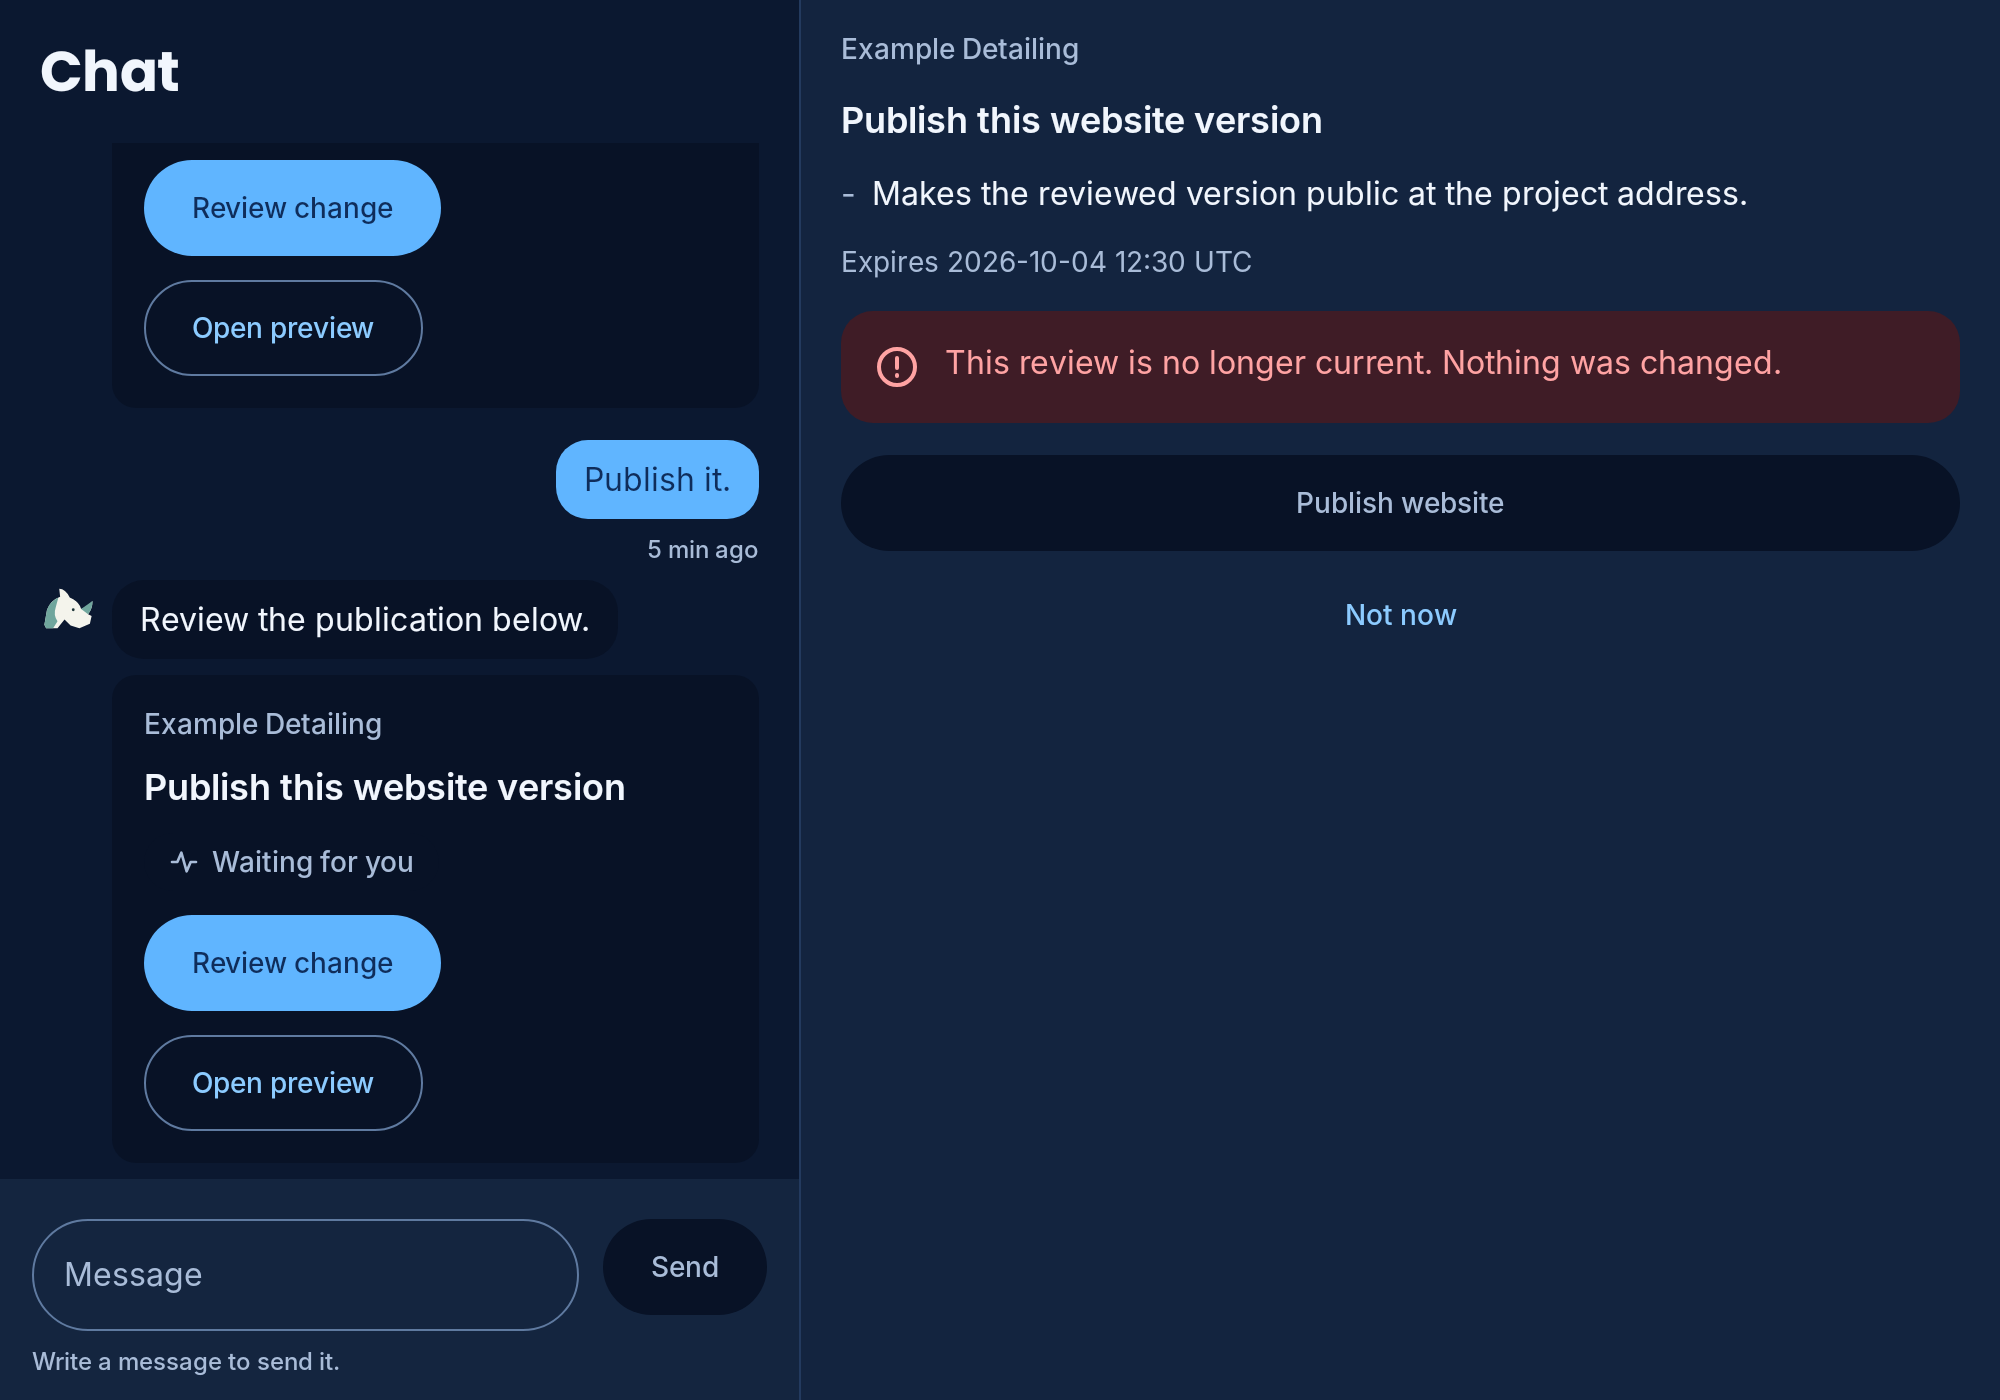 Chat
Review change
Open preview
Publish it.
5 min ago
Review the publication below.
Example Detailing
Publish this website version
Waiting for you
Review change
Open preview
Message
Send
Write a message to send it.
Example Detailing
Publish this website version
- Makes the reviewed version public at the project address.
Expires 2026-10-04 12:30 UTC
This review is no longer current. Nothing was changed.
Publish website
Not now